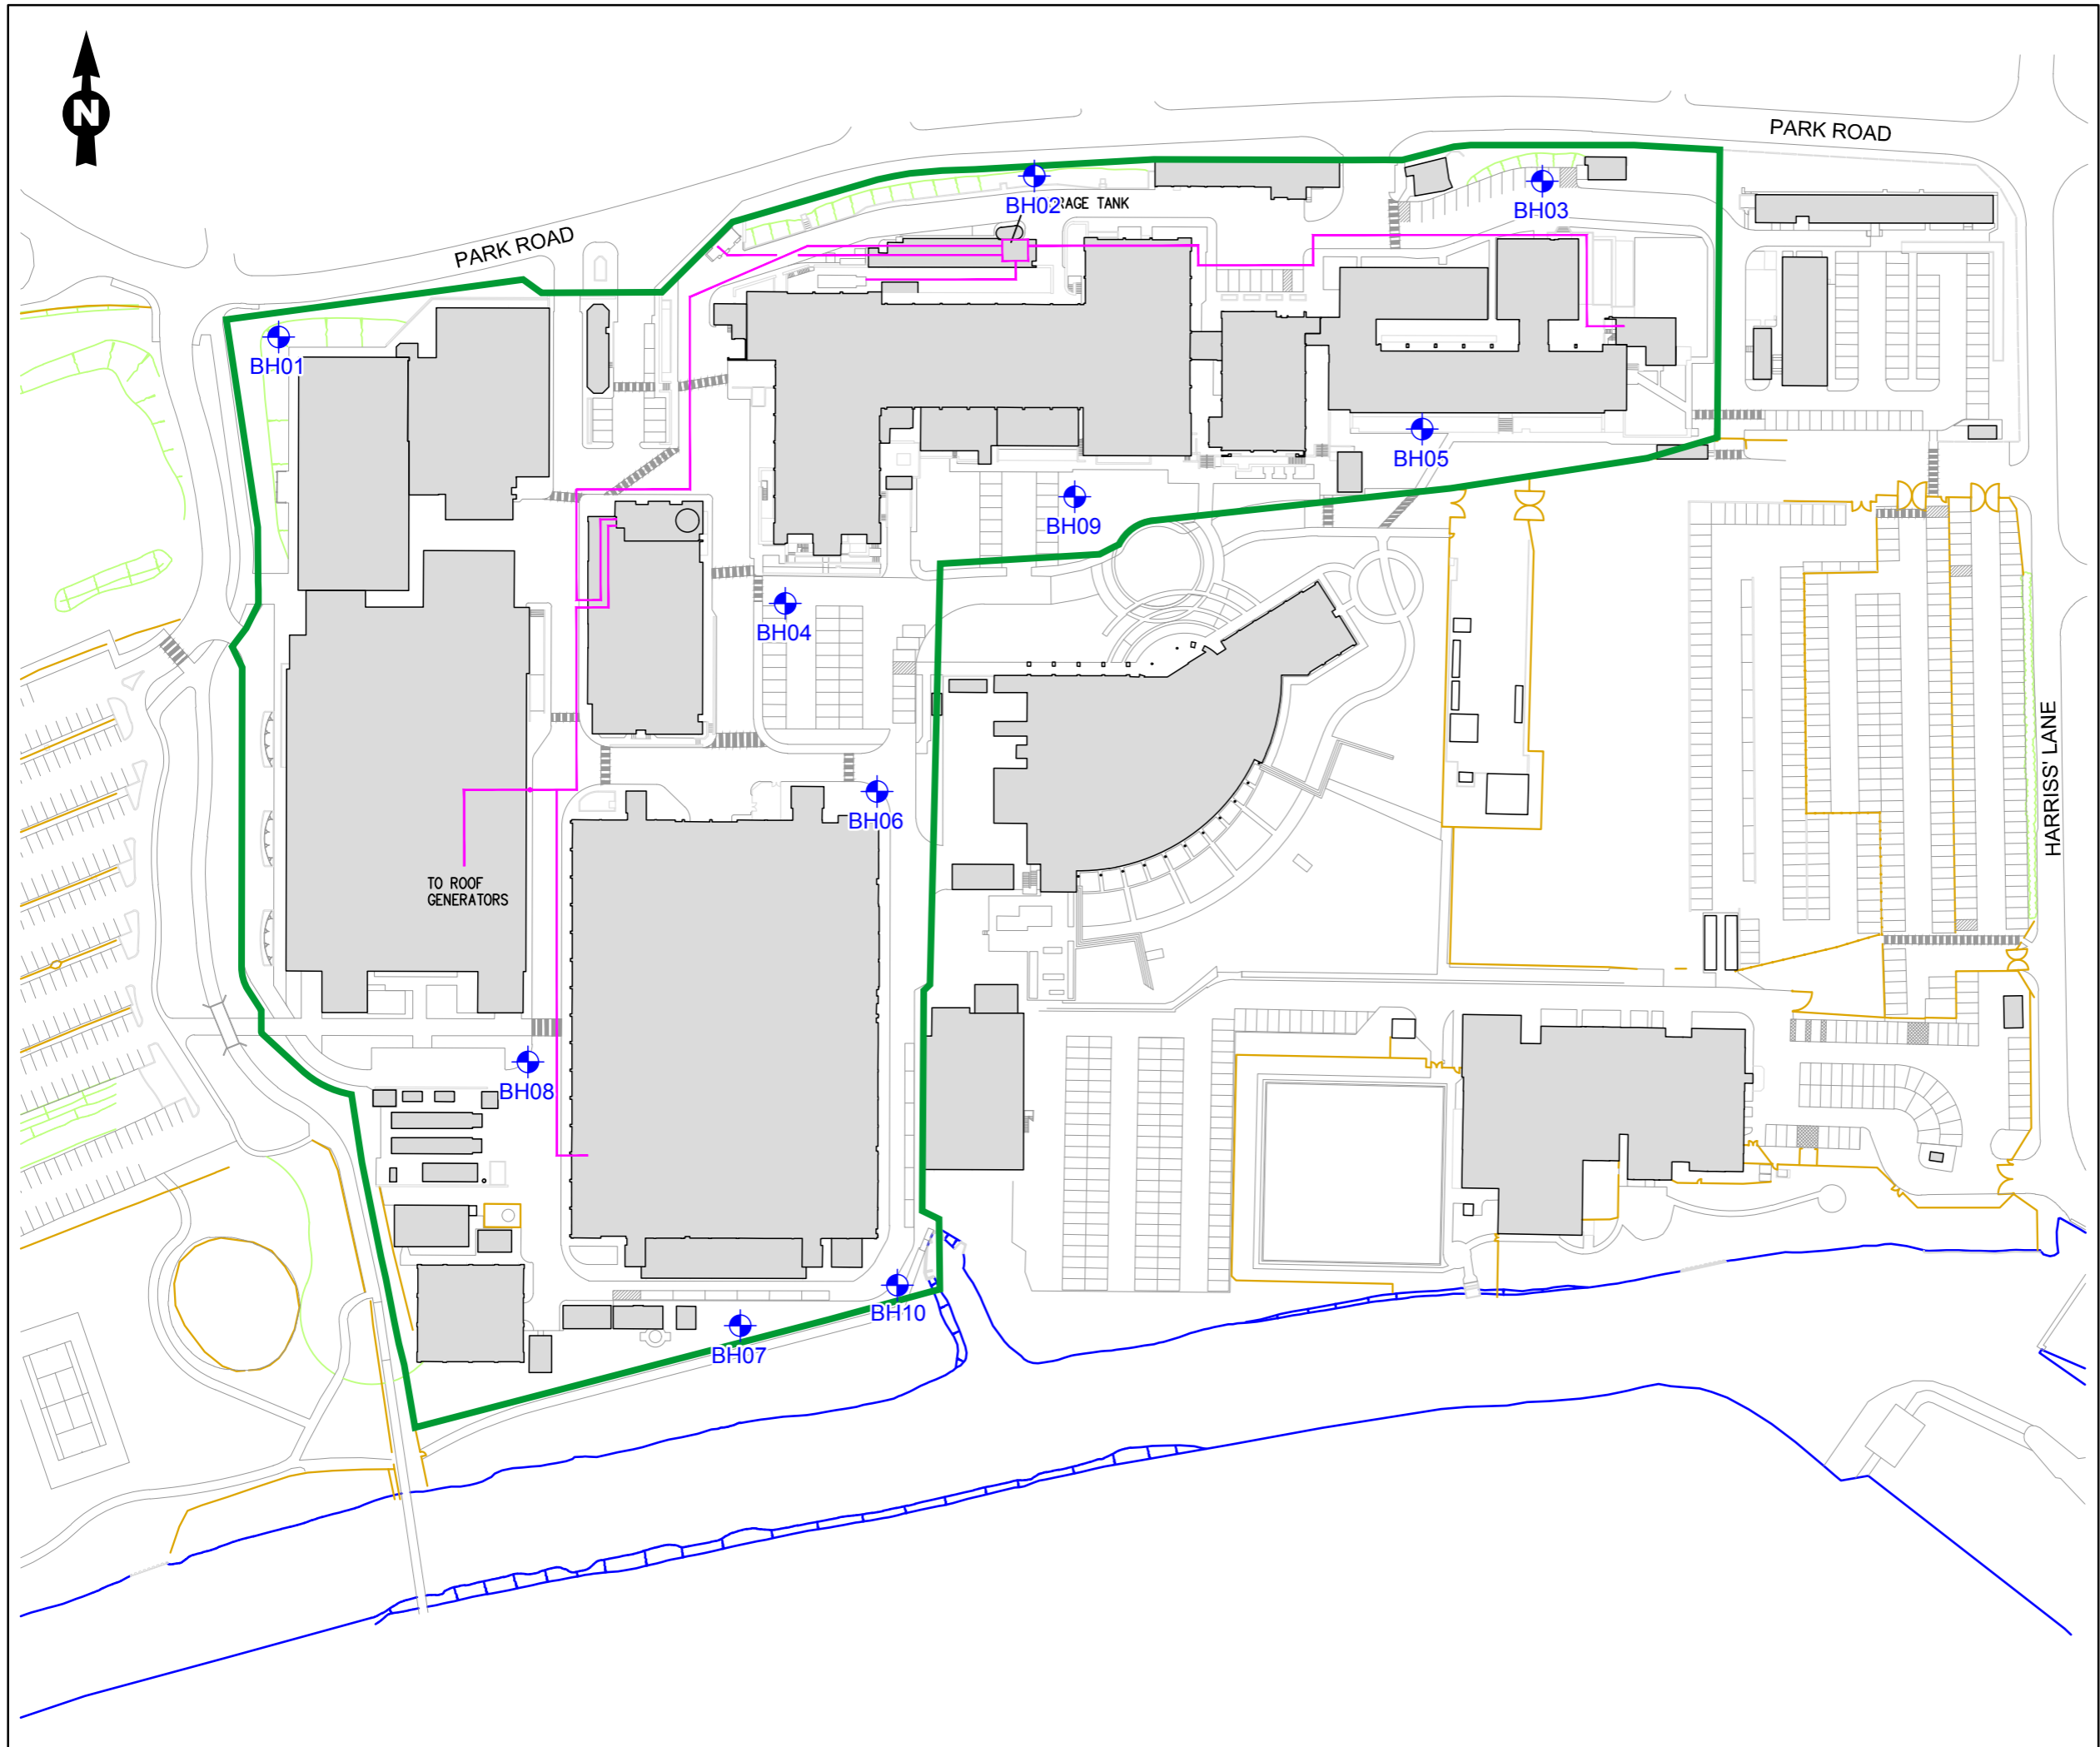 N
PARK ROAD
PARK ROAD
BH02
RAGE TANK
BH03
BH01
BH05
BH09
BH04
HARRISS' LANE
BH06
TO ROOF
GENERATORS
BH08
BH10
BH07